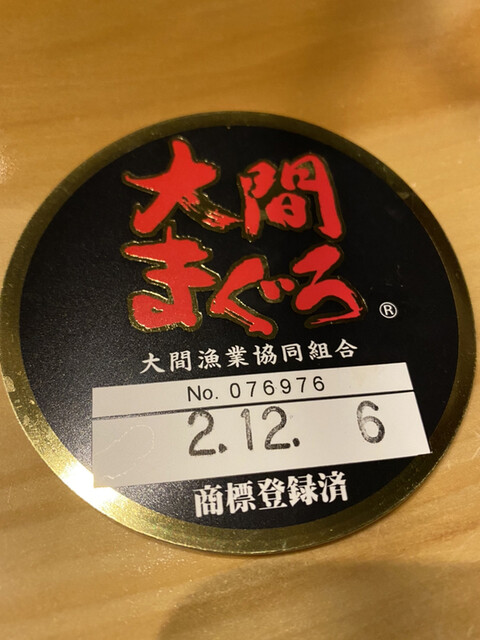 大間
まぐろ®
大間漁業協同組合
No. 076976
2.12. 6
商標登録済